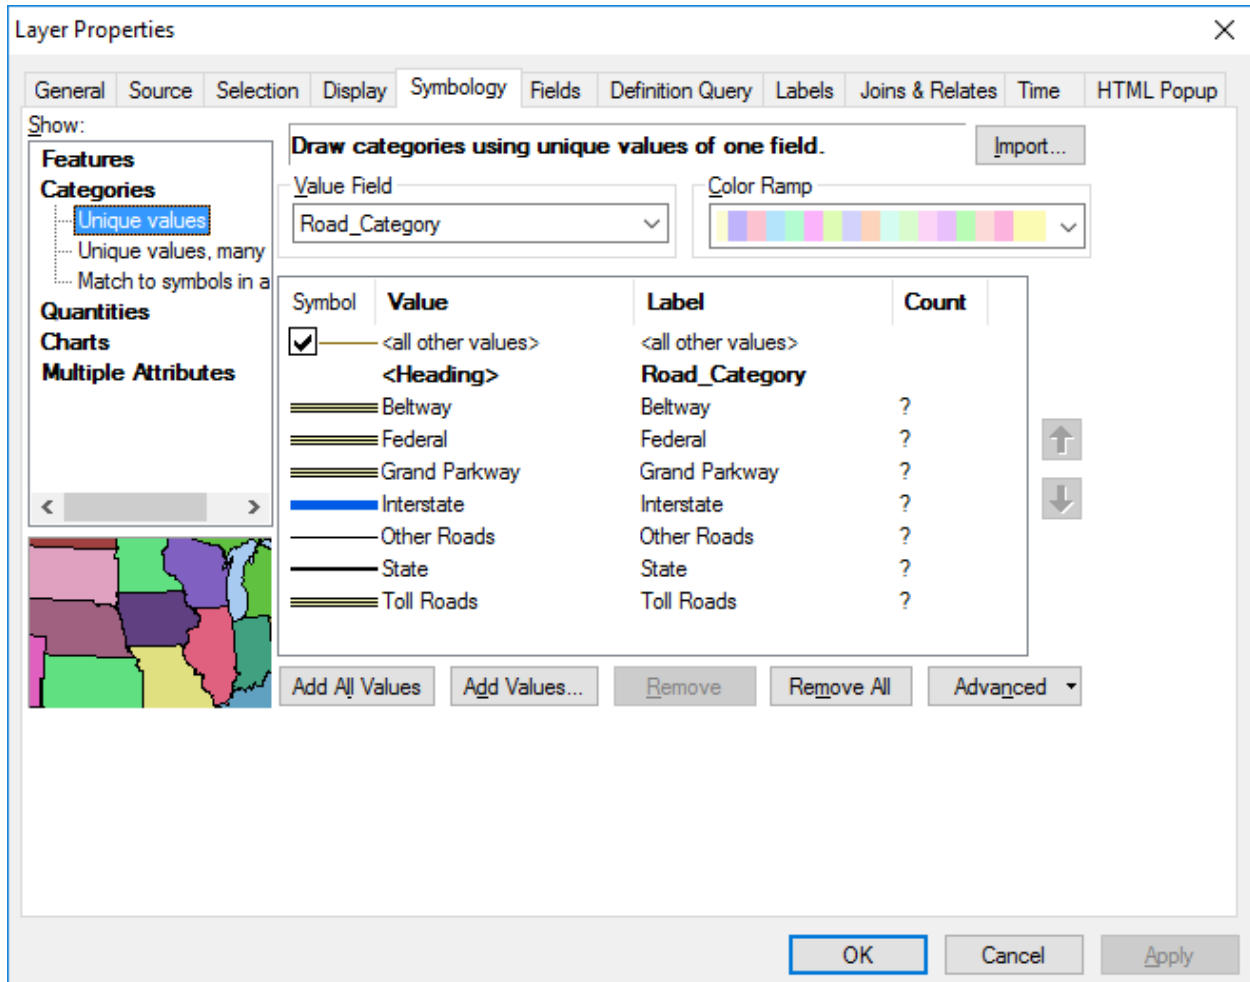 Layer Properties
General Source Selection Display Symbology Fields Definition Query Labels Joins & Relates Time HTML Popup
Show:
Features
Categories
Unique values
Unique values, many
Match to symbols in a
Quantities
Charts
Multiple Attributes
Draw categories using unique values of one field.
Import...
Value Field
Road_Category
Color Ramp
Symbol Value Label Count
<all other values> <all other values>
<Heading> Road_Category
Beltway Beltway ?
Federal Federal ?
Grand Parkway Grand Parkway ?
Interstate Interstate ?
Other Roads Other Roads ?
State State ?
Toll Roads Toll Roads ?
Add All Values Add Values... Remove Remove All Advanced
OK Cancel Apply